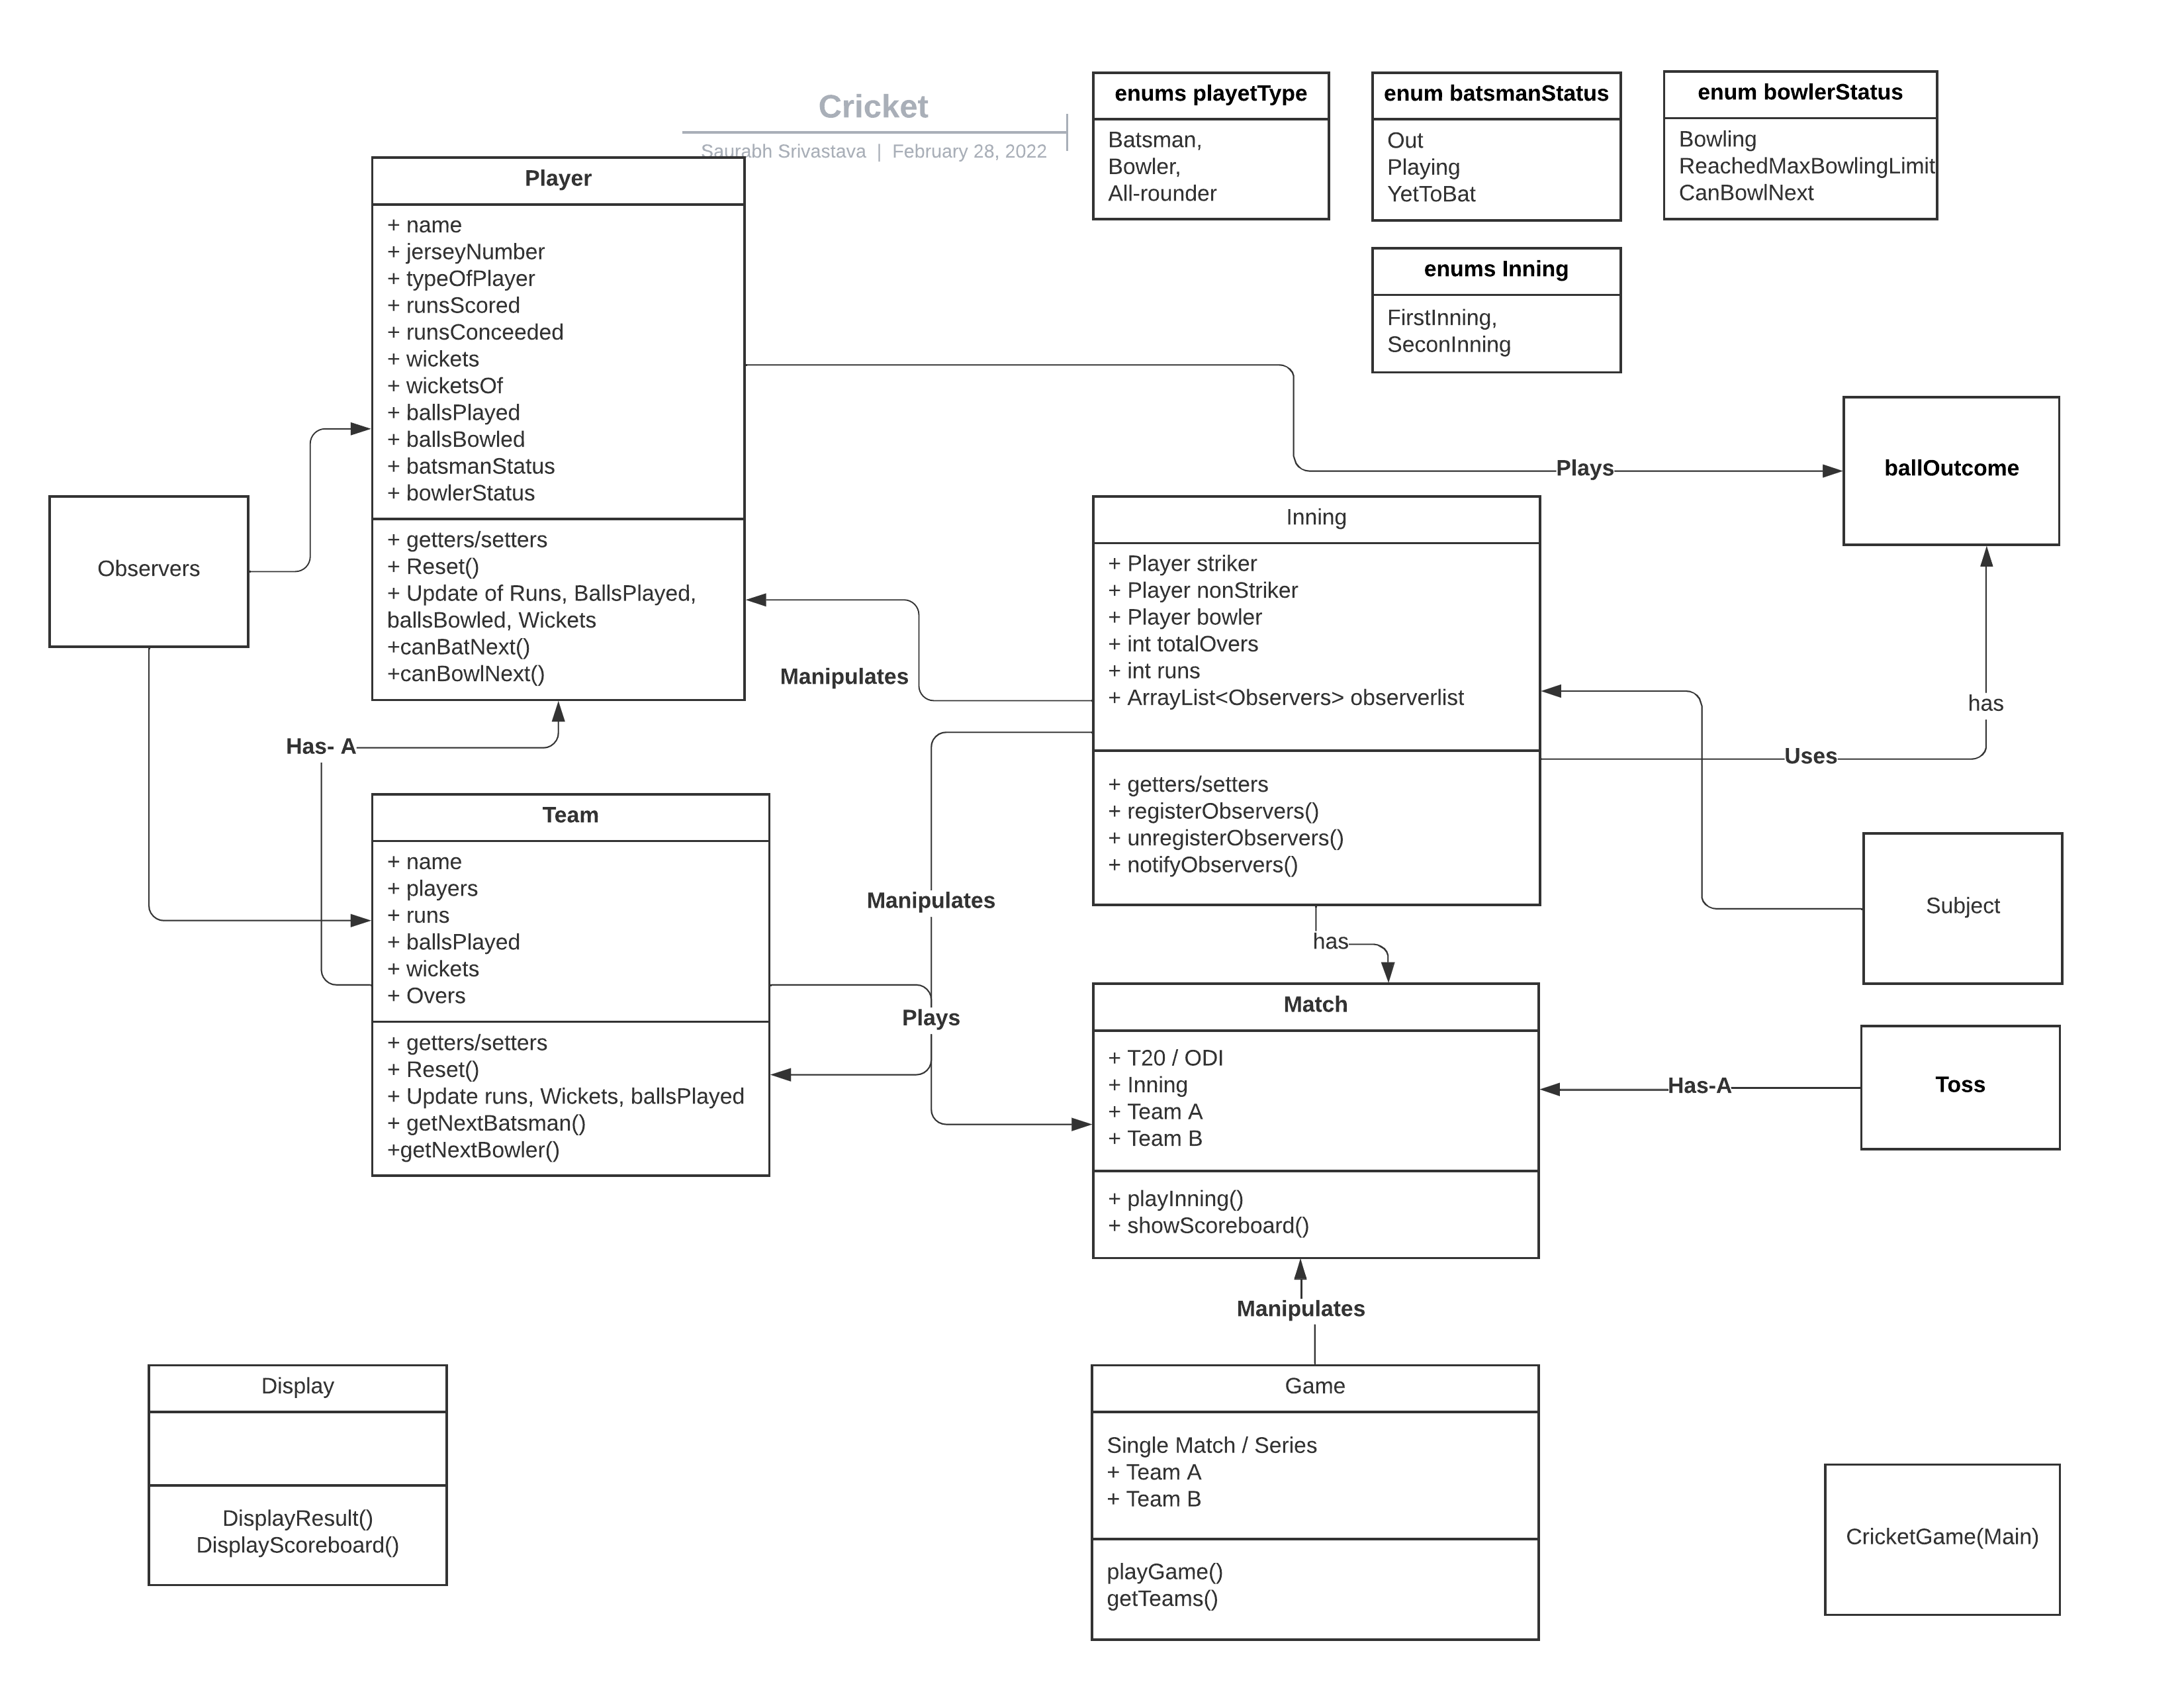 Cricket
Saurabh Srivastava | February 28, 2022
enums playetType
Batsman,
Bowler,
All-rounder
enum batsmanStatus
Out
Playing
YetToBat
enum bowlerStatus
Bowling
ReachedMaxBowlingLimit
CanBowlNext
enums Inning
FirstInning,
SeconInning
Player
+ name
+ jerseyNumber
+ typeOfPlayer
+ runsScored
+ runsConceeded
+ wickets
+ wicketsOf
+ ballsPlayed
+ ballsBowled
+ batsmanStatus
+ bowlerStatus
+ getters/setters
+ Reset()
+ Update of Runs, BallsPlayed,
ballsBowled, Wickets
+canBatNext()
+canBowlNext()
Plays
ballOutcome
Observers
Inning
+ Player striker
+ Player nonStriker
+ Player bowler
+ int totalOvers
+ int runs
+ ArrayList<Observers> observerlist
+ getters/setters
+ registerObservers()
+ unregisterObservers()
+ notifyObservers()
Manipulates
has
Uses
Has- A
Team
+ name
+ players
+ runs
+ ballsPlayed
+ wickets
+ Overs
+ getters/setters
+ Reset()
+ Update runs, Wickets, ballsPlayed
+ getNextBatsman()
+getNextBowler()
Manipulates
Plays
has
Subject
Match
+ T20 / ODI
+ Inning
+ Team A
+ Team B
+ playInning()
+ showScoreboard()
Has-A
Toss
Manipulates
Display
DisplayResult()
DisplayScoreboard()
Game
Single Match / Series
+ Team A
+ Team B
playGame()
getTeams()
CricketGame(Main)